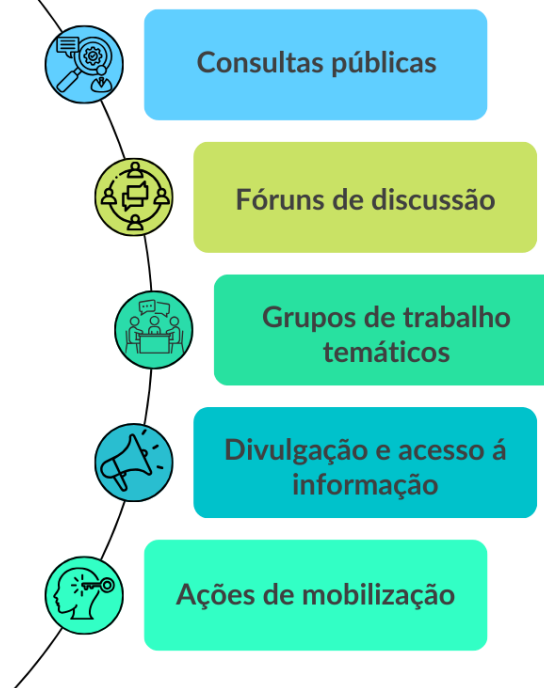 Consultas públicas
Fóruns de discussão
Grupos de trabalho
temáticos
Divulgação e acesso á
informação
Ações de mobilização